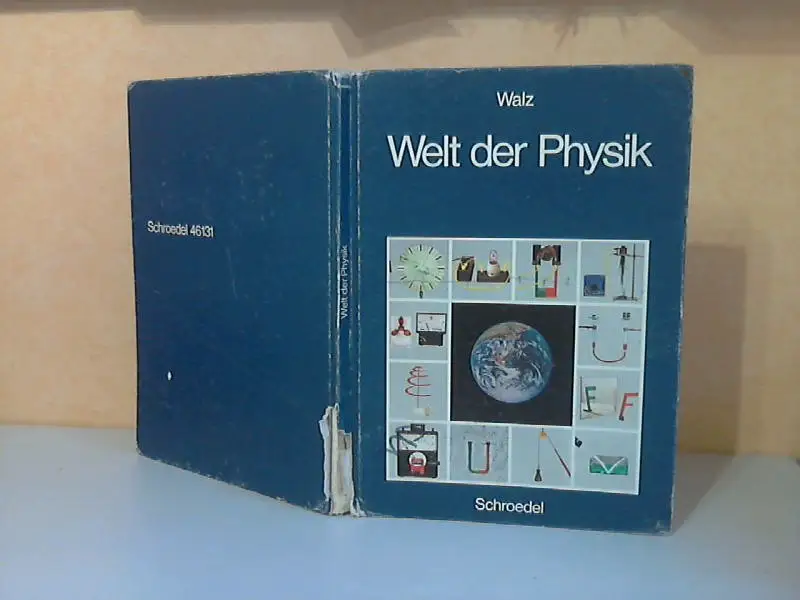 Schroedel 46131
Welt der Physik
Walz
Welt der Physik
Schroedel